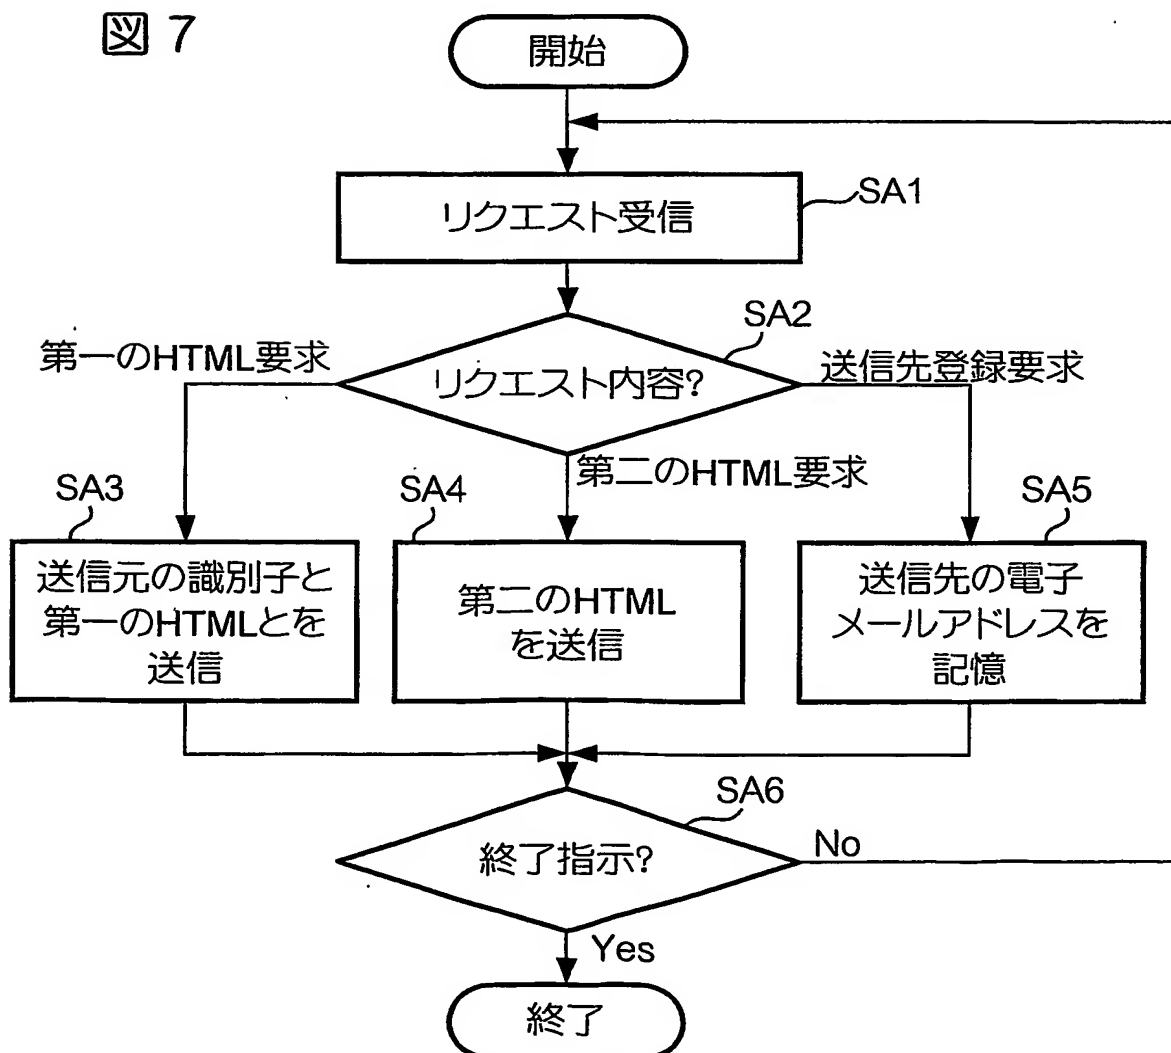 図 7
開始
リクエスト受信
SA1
SA2
第一のHTML要求
リクエスト内容?
送信先登録要求
第二のHTML要求
SA3
SA4
SA5
送信元の識別子と
第一のHTMLとを
送信
第二のHTML
を送信
送信先の電子
メールアドレスを
記憶
SA6
終了指示?
No
Yes
終了